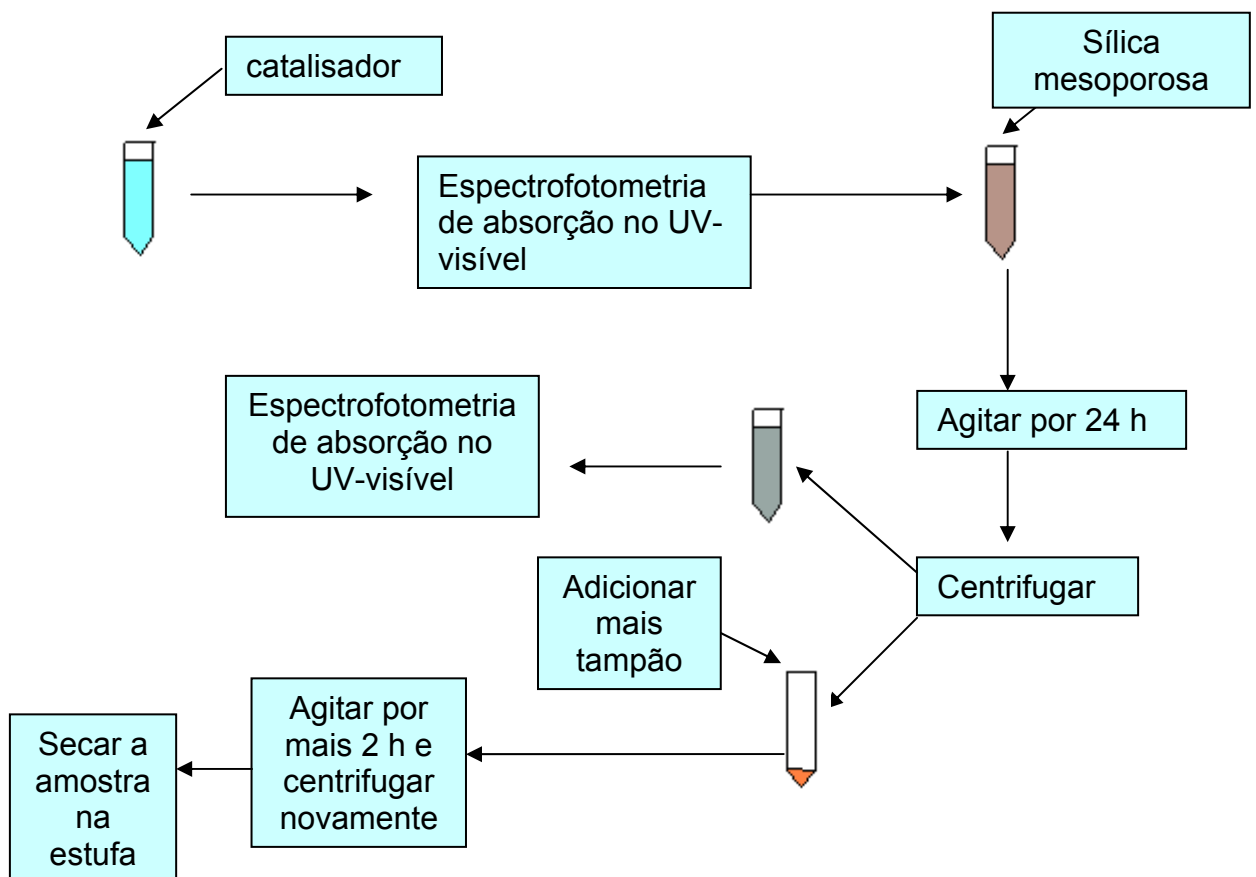 catalisador
Sílica
mesoporosa
Espectrofotometria
de absorção no UV-
visível
Agitar por 24 h
Espectrofotometria
de absorção no
UV-visível
Centrifugar
Adicionar
mais
tampão
Agitar por
mais 2 h e
centrifugar
novamente
Secar a
amostra
na
estufa